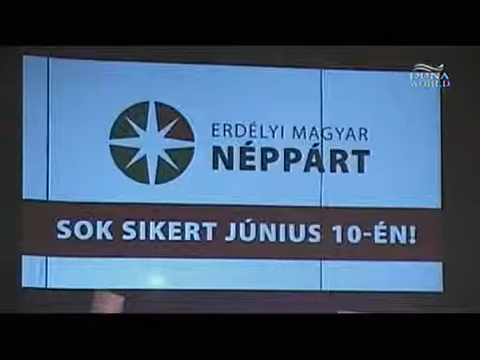 DUNA
WORLD
ERDÉLYI MAGYAR
NÉPPÁRT
SOK SIKERT JÚNIUS 10-ÉN!